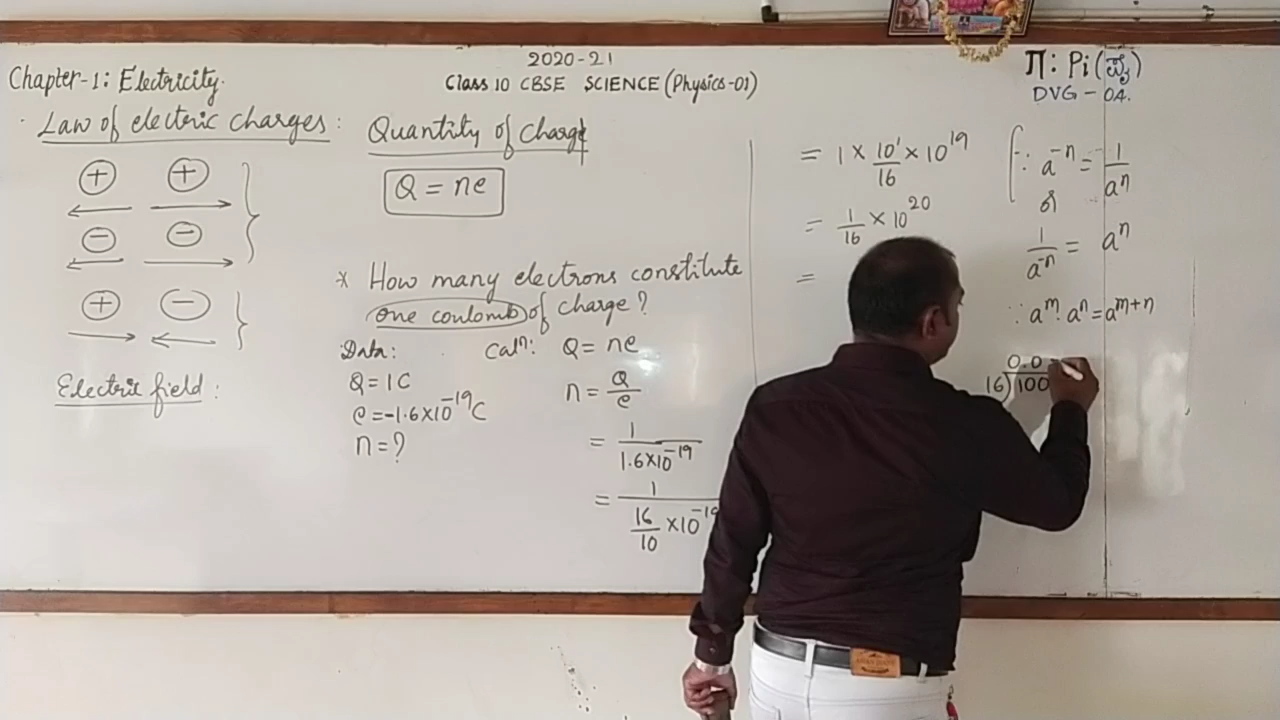 2020-21
Class 10 CBSE SCIENCE (Physics-01)
Π: Pi(
DVG - 04.
Chapter-1: Electricity.
Law of electric charges:
+ +
- -
+ -
Electric field:
Quantity of Charge
Q = ne
* How many electrons constitute
one coulomb of charge?
Data:
Q = 1C
e = -1.6×10⁻¹⁹C
n = ?
Calⁿ: Q = ne
n = Q/e
= 1/1.6×10⁻¹⁹
= 1/16/10 ×10⁻¹⁹
= 1 × 10¹/16 × 10¹⁹
= 1/16 × 10²⁰
=
∵ a⁻ⁿ = 1/aⁿ
or
1/a⁻ⁿ = aⁿ
∵ aᵐ. aⁿ = aᵐ⁺ⁿ
0.0
16)100